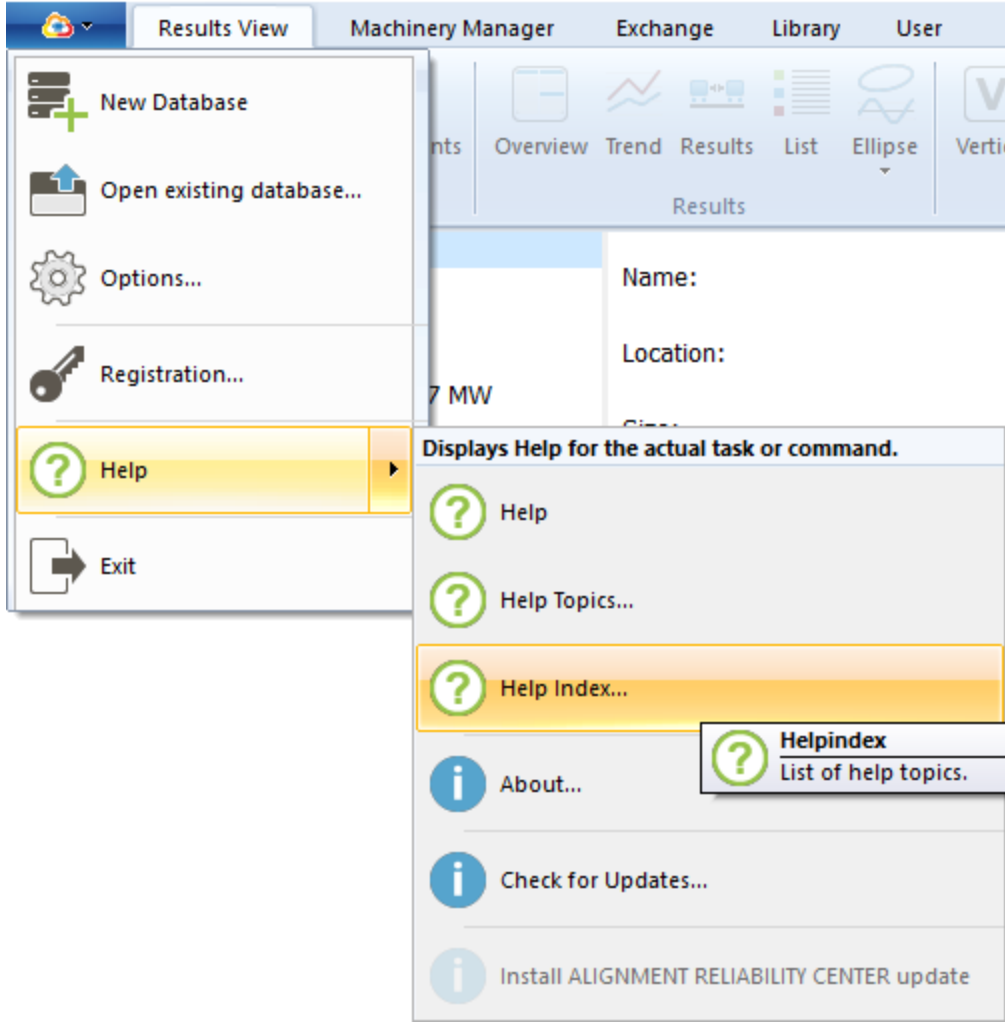 Results View Machinery Manager Exchange Library User
New Database
nts Overview Trend Results List Ellipse
Results
Open existing database...
Options...
Name:
Location:
Registration...
7 MW
Help
Displays Help for the actual task or command.
Help
Exit
Help Topics...
Help Index...
Helpindex
List of help topics.
About...
Check for Updates...
Install ALIGNMENT RELIABILITY CENTER update